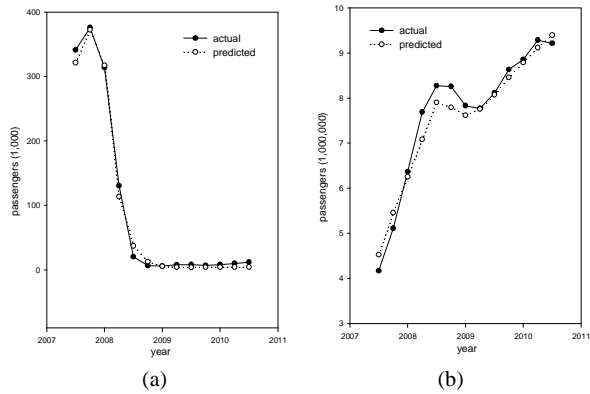 400
300
200
100
0
passengers (1,000)
actual
predicted
2007 2008 2009 2010 2011
year
(a)
10
9
8
7
6
5
4
3
passengers (1,000,000)
actual
predicted
2007 2008 2009 2010 2011
year
(b)